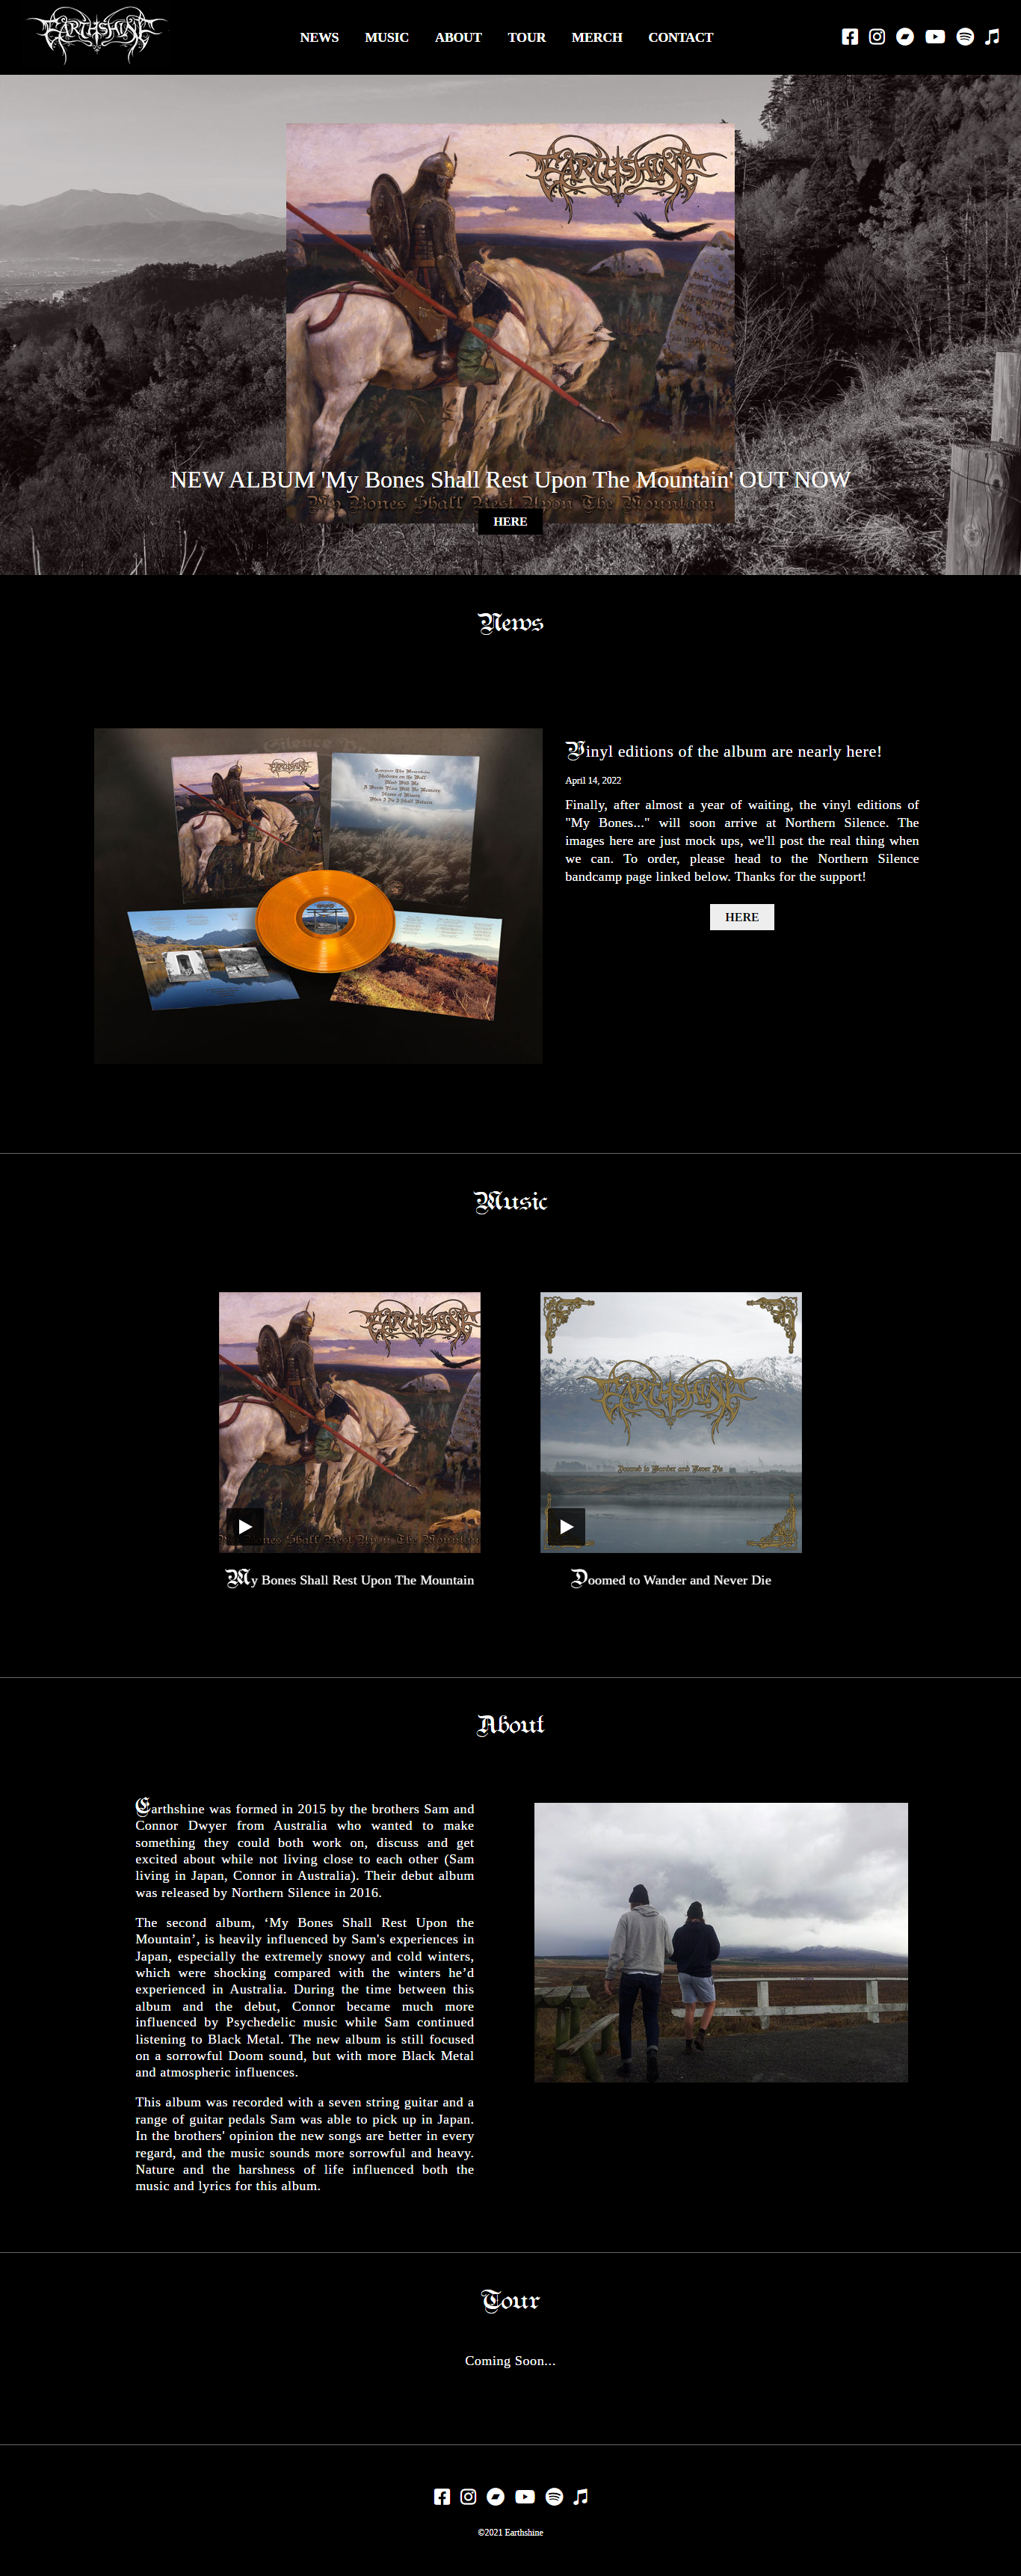 EARTHSHINE
NEWS MUSIC ABOUT TOUR MERCH CONTACT
EARTHSHINE
NEW ALBUM 'My Bones Shall Rest Upon The Mountain' OUT NOW
My Bones Shall Rest Upon The Mountain
HERE
News
Vinyl editions of the album are nearly here!
April 14, 2022
Finally, after almost a year of waiting, the vinyl editions of
"My Bones..." will soon arrive at Northern Silence. The
images here are just mock ups, we'll post the real thing when
we can. To order, please head to the Northern Silence
bandcamp page linked below. Thanks for the support!
HERE
Music
EARTHSHINE
Bones Shall Rest Upon The Mountain
My Bones Shall Rest Upon The Mountain
EARTHSHINE
Doomed to Wander and Never Die
Doomed to Wander and Never Die
About
Earthshine was formed in 2015 by the brothers Sam and
Connor Dwyer from Australia who wanted to make
something they could both work on, discuss and get
excited about while not living close to each other (Sam
living in Japan, Connor in Australia). Their debut album
was released by Northern Silence in 2016.
The second album, ‘My Bones Shall Rest Upon the
Mountain’, is heavily influenced by Sam's experiences in
Japan, especially the extremely snowy and cold winters,
which were shocking compared with the winters he’d
experienced in Australia. During the time between this
album and the debut, Connor became much more
influenced by Psychedelic music while Sam continued
listening to Black Metal. The new album is still focused
on a sorrowful Doom sound, but with more Black Metal
and atmospheric influences.
This album was recorded with a seven string guitar and a
range of guitar pedals Sam was able to pick up in Japan.
In the brothers' opinion the new songs are better in every
regard, and the music sounds more sorrowful and heavy.
Nature and the harshness of life influenced both the
music and lyrics for this album.
Tour
Coming Soon...
©2021 Earthshine